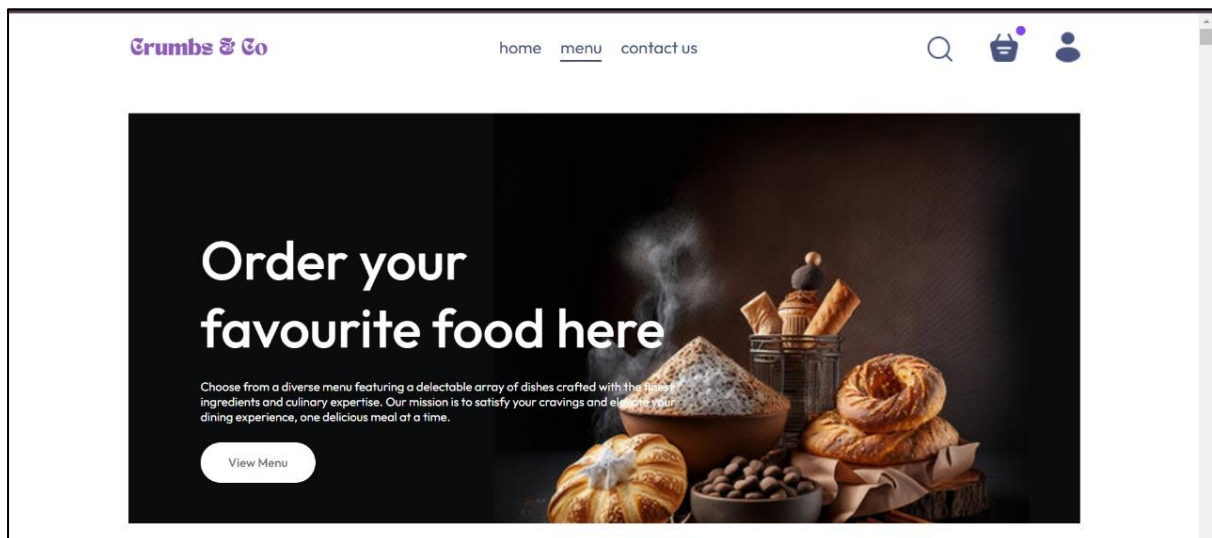 Crumbs & Co
home menu contact us
Order your
favourite food here
Choose from a diverse menu featuring a delectable array of dishes crafted with the finest
ingredients and culinary expertise. Our mission is to satisfy your cravings and elevate your
dining experience, one delicious meal at a time.
View Menu